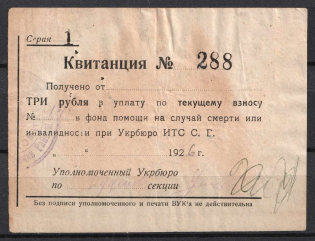 Серия 1
Квитанция № 288
Получено от
ТРИ рубля в уплату по текущему взносу
№ в фонд помощи на случай смерти или
инвалидности при Укрбюро ИТС С. Г.
" " 1926 г.
Уполномоченный Укрбюро
по секции
Без подписи уполномоченного и печати ВУК'а не действительна